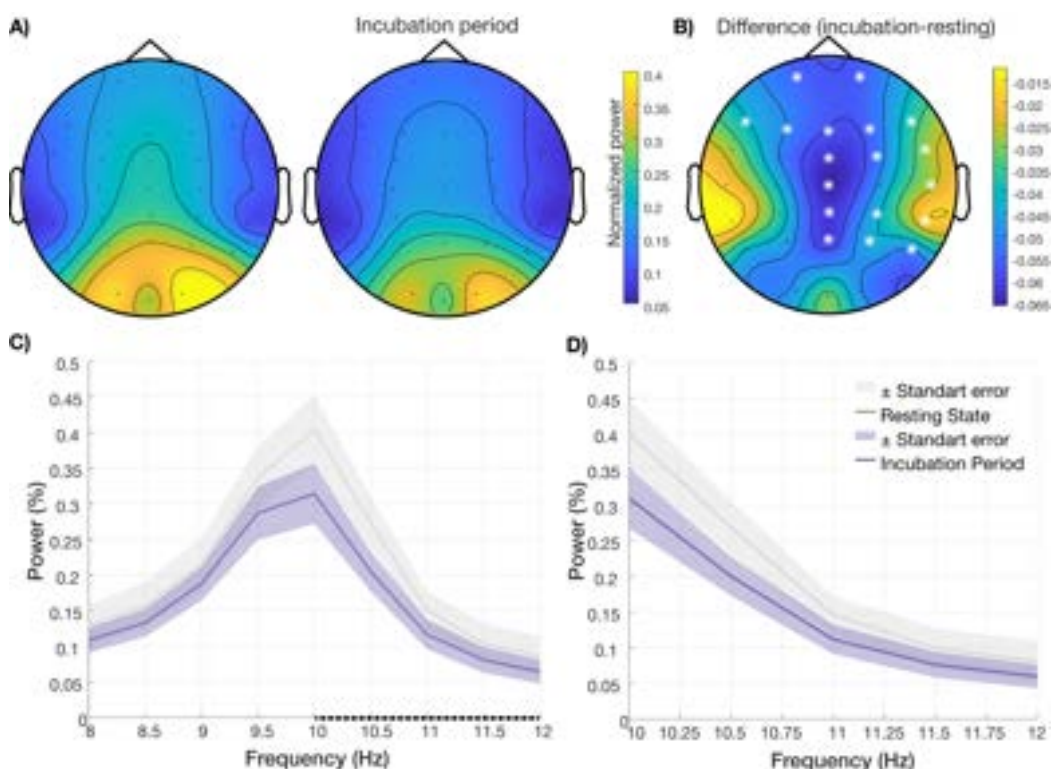 A)
Incubation period
B)
Difference (incubation-resting)
Normalized power
0.4
0.35
0.3
0.25
0.2
0.15
0.1
0.05
-0.015
-0.02
-0.025
-0.03
-0.035
-0.04
-0.045
-0.05
-0.055
-0.06
-0.065
C)
Power (%)
0.5
0.45
0.4
0.35
0.3
0.25
0.2
0.15
0.1
0.05
0
8 8.5 9 9.5 10 10.5 11 11.5 12
Frequency (Hz)
D)
± Standart error
Resting State
± Standart error
Incubation Period
Power (%)
0.5
0.45
0.4
0.35
0.3
0.25
0.2
0.15
0.1
0.05
0
10 10.25 10.5 10.75 11 11.25 11.5 11.75 12
Frequency (Hz)